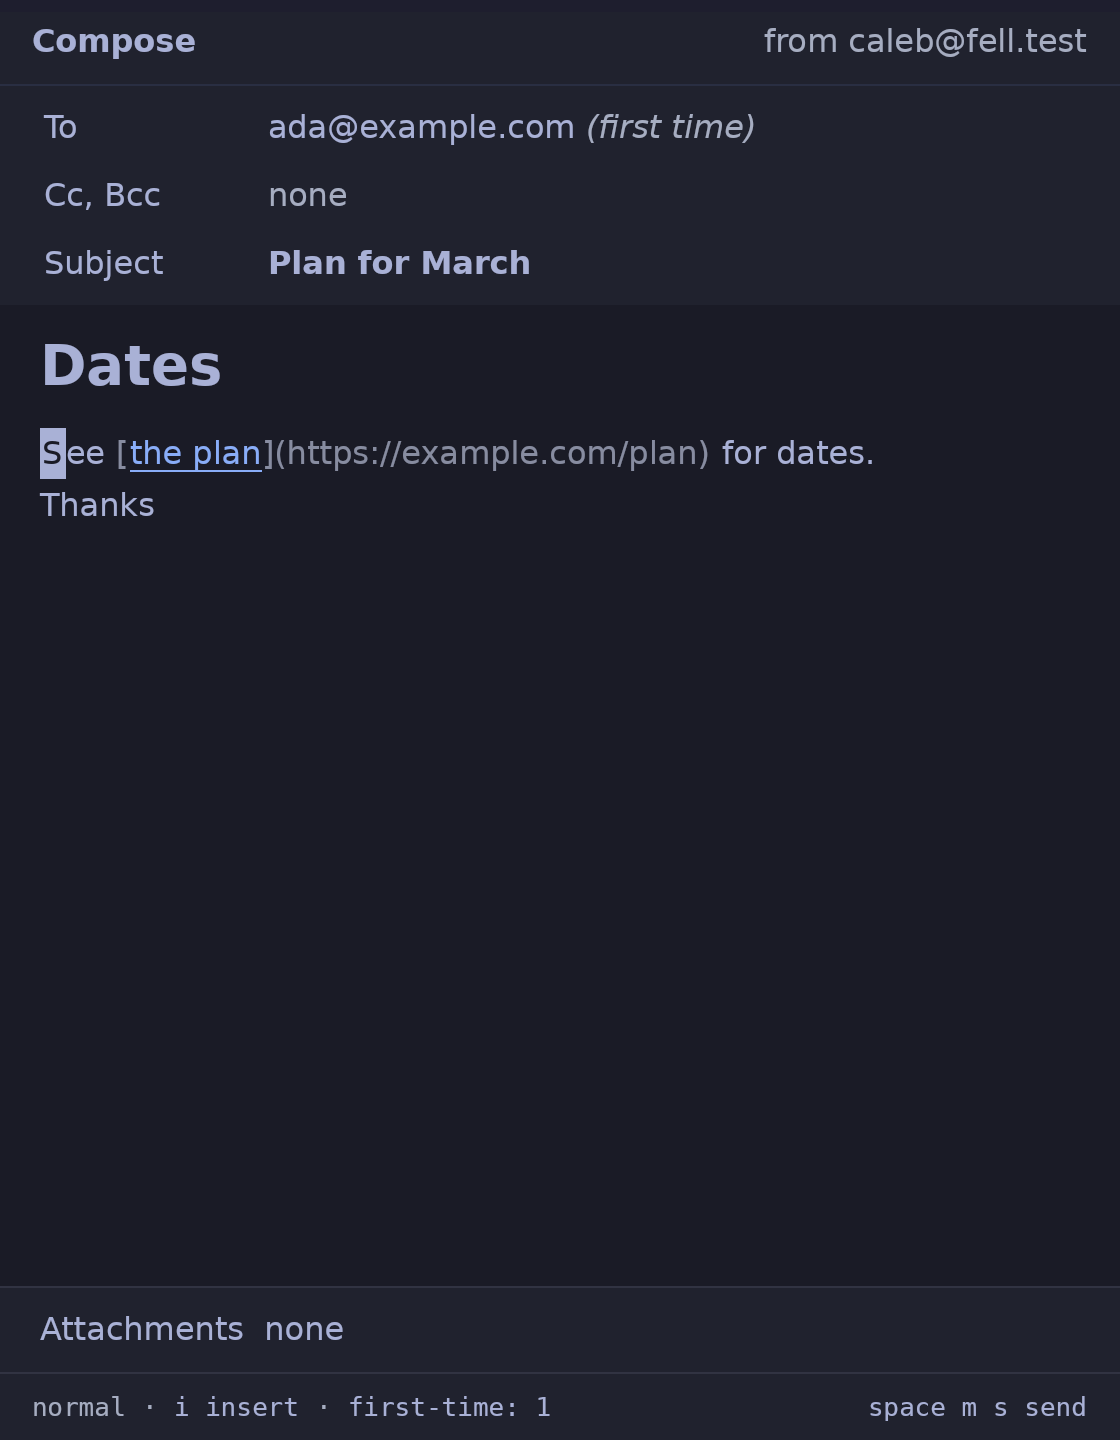 Compose from caleb@fell.test
To ada@example.com (first time)
Cc, Bcc none
Subject Plan for March
Dates
See [the plan](https://example.com/plan) for dates.
Thanks
Attachments none
normal · i insert · first-time: 1 space m s send